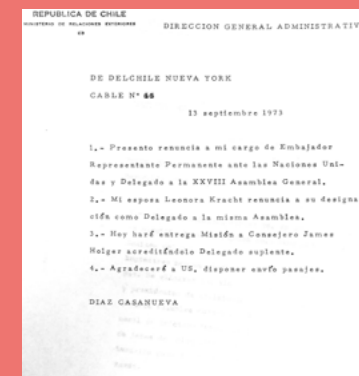 REPUBLICA DE CHILE
MINISTERIO DE RELACIONES EXTERIORES
DIRECCION GENERAL ADMINISTRATIV
DE DELCHILE NUEVA YORK
CABLE Nº 66
13 septiembre 1973
1.- Presento renuncia a mi cargo de Embajador
Representante Permanente ante las Naciones Uni-
das y Delegado a la XXVIII Asamblea General.
2.- Mi esposa Leonora Kracht renuncia a su designa
ción como Delegado a la misma Asamblea.
3.- Hoy haré entrega Misión a Consejero James
Holger acreditándolo Delegado suplente.
4.- Agradeceré a US. disponer envío pasajes.
DIAZ CASANUEVA